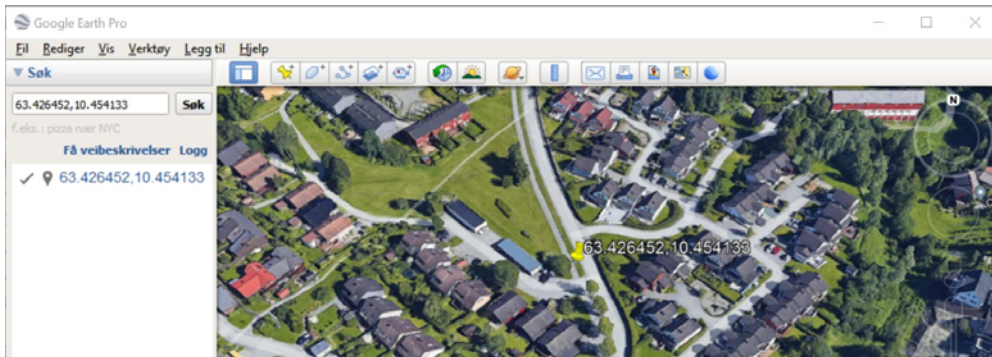 Google Earth Pro
Fil Rediger Vis Verktøy Legg til Hjelp
Søk
63.426452,10.454133 Søk
f.eks.: pizza nær NYC
Få veibeskrivelser Logg
63.426452,10.454133
N
63.426452,10.454133